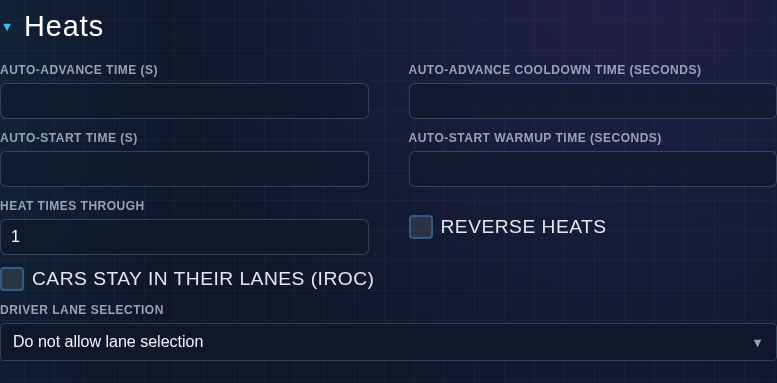 Heats
AUTO-ADVANCE TIME (S)
AUTO-ADVANCE COOLDOWN TIME (SECONDS)
AUTO-START TIME (S)
AUTO-START WARMUP TIME (SECONDS)
HEAT TIMES THROUGH
1
REVERSE HEATS
CARS STAY IN THEIR LANES (IROC)
DRIVER LANE SELECTION
Do not allow lane selection